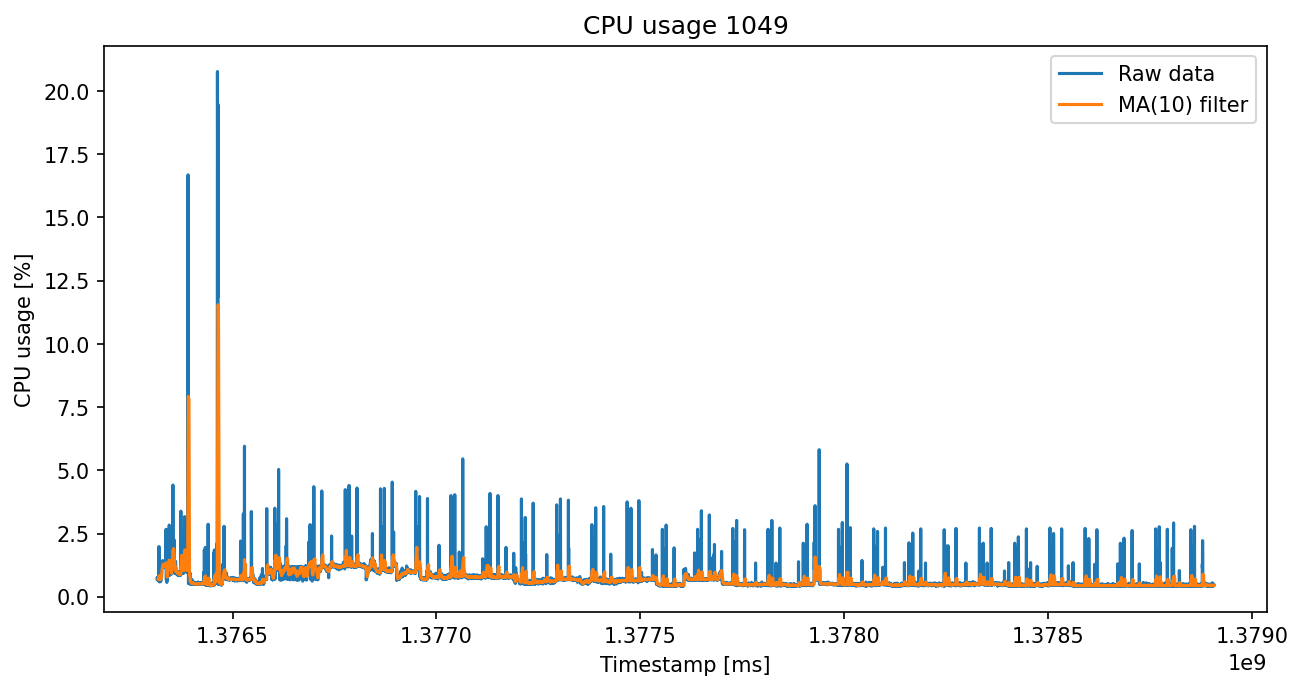 CPU usage 1049
Raw data
MA(10) filter
CPU usage [%]
20.0
17.5
15.0
12.5
10.0
7.5
5.0
2.5
0.0
1.3765 1.3770 1.3775 1.3780 1.3785 1.3790
1e9
Timestamp [ms]